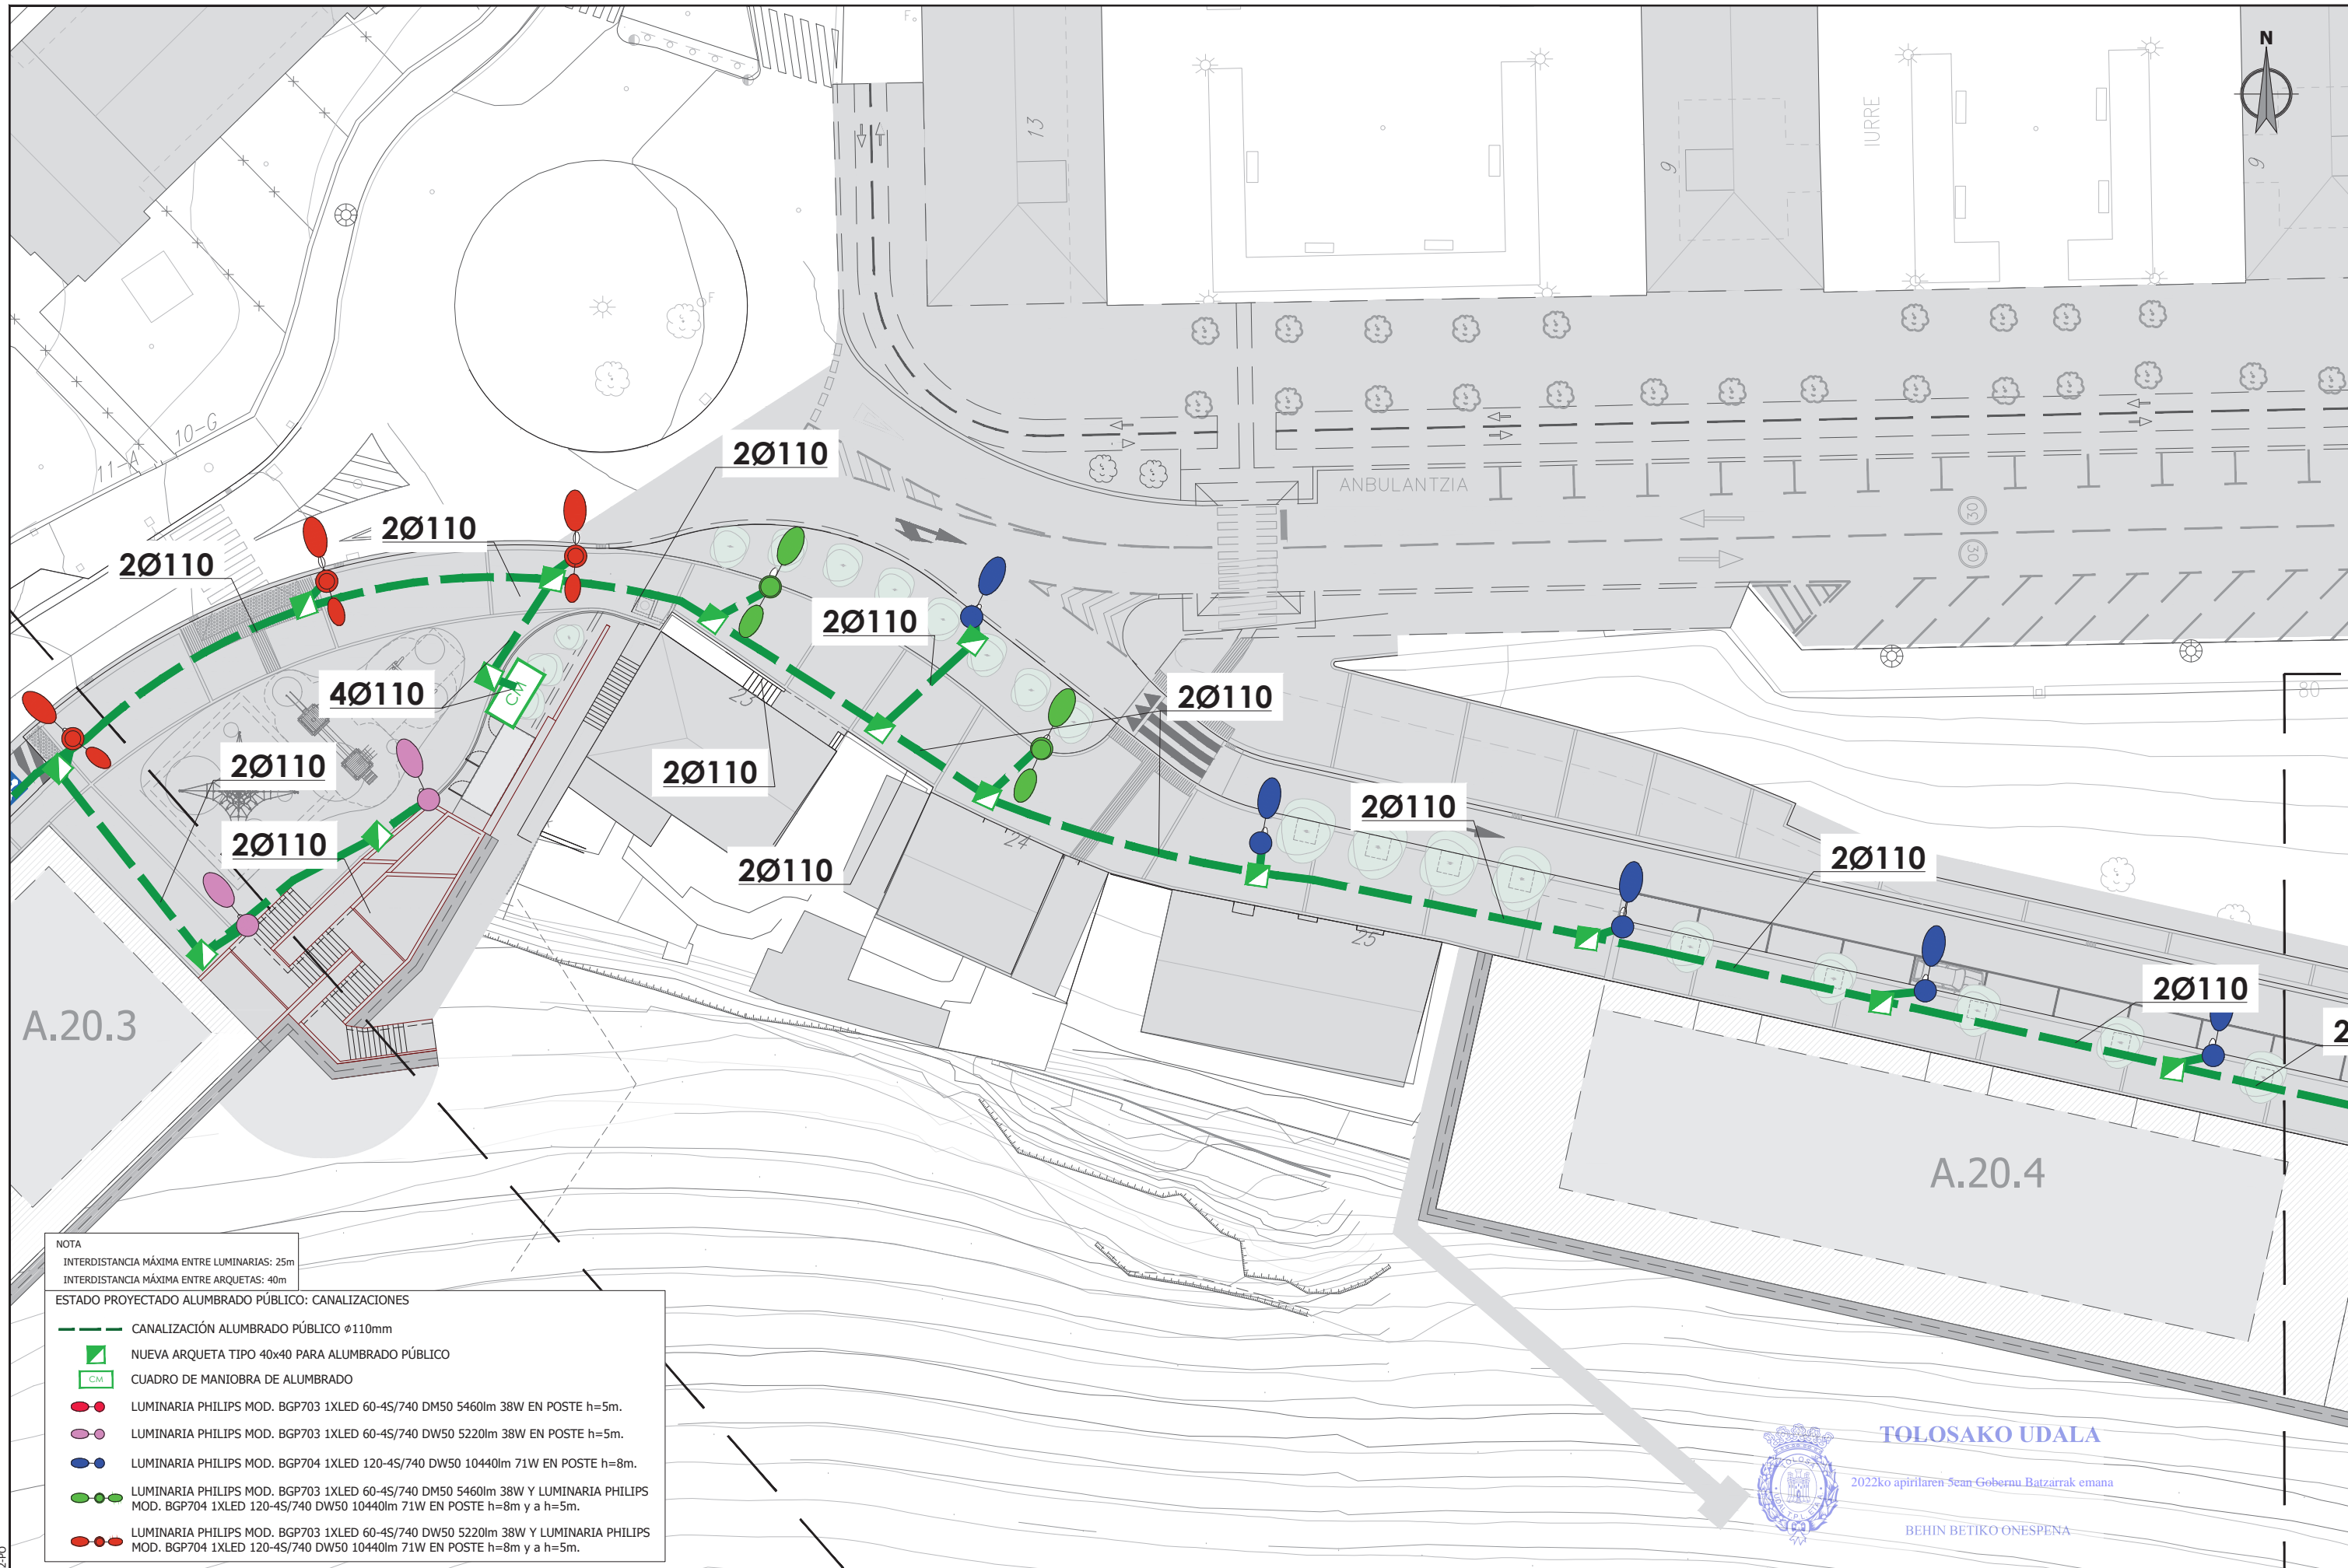 N
13
9
IURRE
9
F
10-G
11-A
2Ø110
2Ø110
2Ø110
ANBULANTZIA
30
30
2Ø110
4Ø110
CM
2Ø110
23
2Ø110
80
2Ø110
2Ø110
2Ø110
2Ø110
24
2Ø110
2Ø110
25
2Ø110
A.20.3
A.20.4
NOTA
INTERDISTANCIA MÁXIMA ENTRE LUMINARIAS: 25m
INTERDISTANCIA MÁXIMA ENTRE ARQUETAS: 40m
ESTADO PROYECTADO ALUMBRADO PÚBLICO: CANALIZACIONES
CANALIZACIÓN ALUMBRADO PÚBLICO ⌀110mm
NUEVA ARQUETA TIPO 40x40 PARA ALUMBRADO PÚBLICO
CM CUADRO DE MANIOBRA DE ALUMBRADO
LUMINARIA PHILIPS MOD. BGP703 1XLED 60-4S/740 DM50 5460lm 38W EN POSTE h=5m.
LUMINARIA PHILIPS MOD. BGP703 1XLED 60-4S/740 DW50 5220lm 38W EN POSTE h=5m.
LUMINARIA PHILIPS MOD. BGP704 1XLED 120-4S/740 DW50 10440lm 71W EN POSTE h=8m.
LUMINARIA PHILIPS MOD. BGP703 1XLED 60-4S/740 DM50 5460lm 38W Y LUMINARIA PHILIPS
MOD. BGP704 1XLED 120-4S/740 DW50 10440lm 71W EN POSTE h=8m y a h=5m.
LUMINARIA PHILIPS MOD. BGP703 1XLED 60-4S/740 DW50 5220lm 38W Y LUMINARIA PHILIPS
MOD. BGP704 1XLED 120-4S/740 DW50 10440lm 71W EN POSTE h=8m y a h=5m.
TOLOSAKO UDALA
2022ko apirilaren 5ean Gobernu Batzarrak emana
BEHIN BETIKO ONESPENA